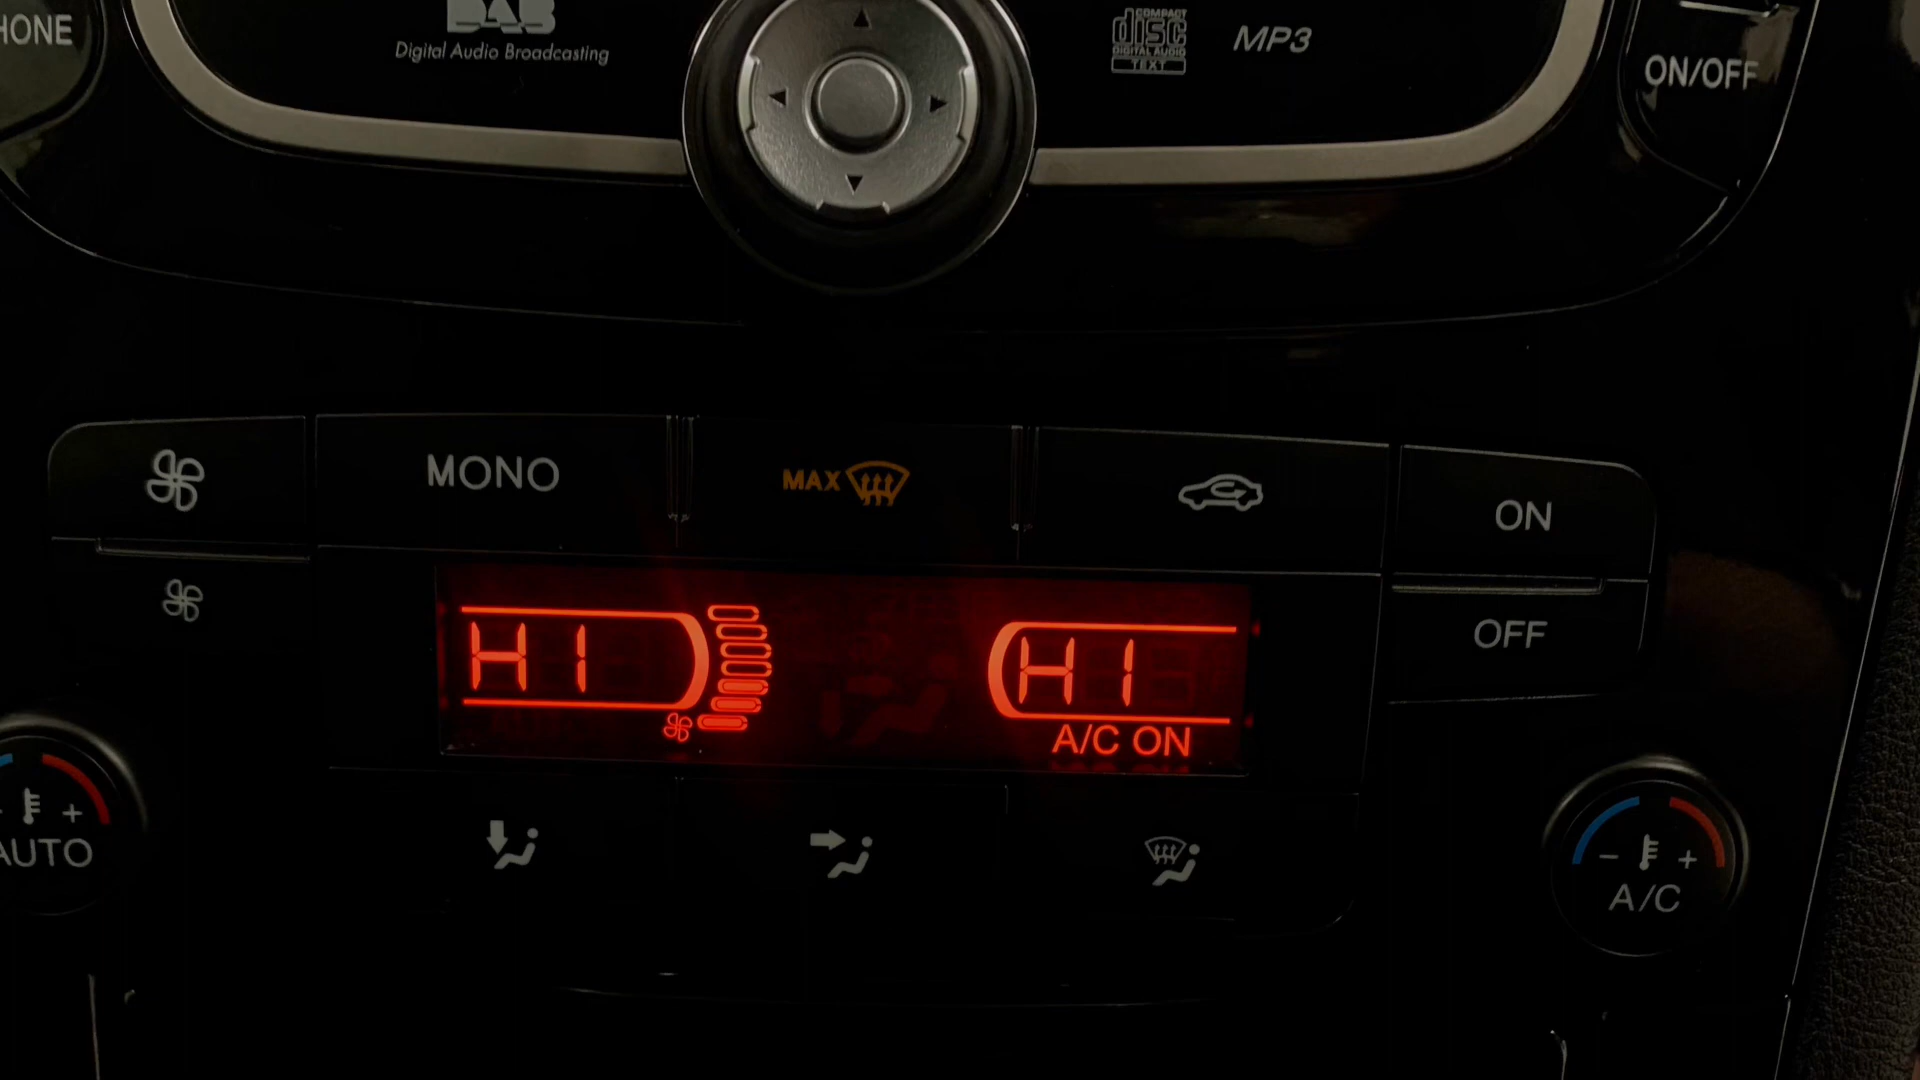 HONE
DAB
Digital Audio Broadcasting
COMPACT
disc
DIGITAL AUDIO
TEXT
MP3
ON/OFF
MONO
MAX
ON
OFF
HI
HI
A/C ON
- +
AUTO
- +
A/C